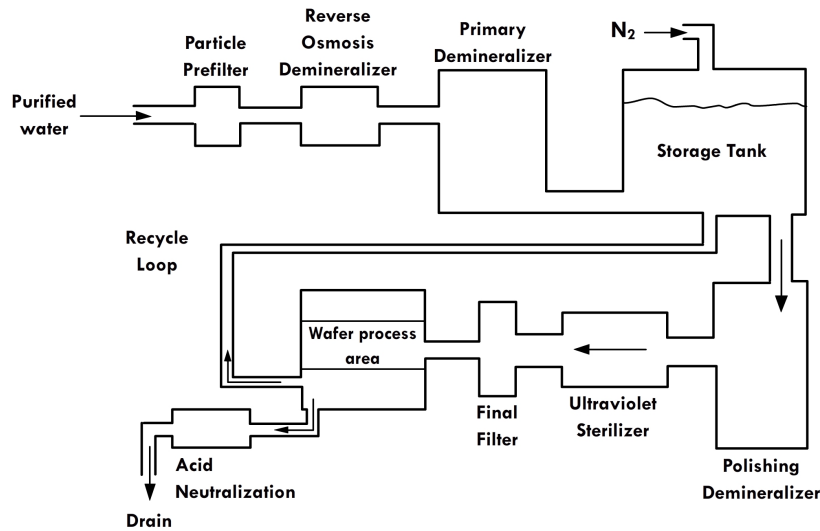 Reverse
Osmosis
Demineralizer
Particle
Prefilter
Primary
Demineralizer
N₂
Purified
water
Storage Tank
Recycle
Loop
Wafer process
area
Final
Filter
Ultraviolet
Sterilizer
Polishing
Demineralizer
Acid
Neutralization
Drain